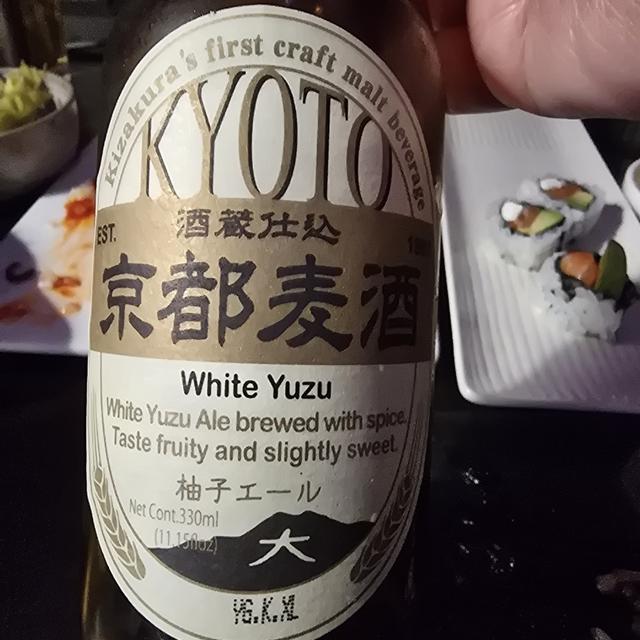 Kizakura's first craft malt beverage
KYOTO
EST.
酒蔵仕込
京都麦酒
White Yuzu
White Yuzu Ale brewed with spice.
Taste fruity and slightly sweet.
柚子エール
Net Cont.330ml
(11.15floz)
大